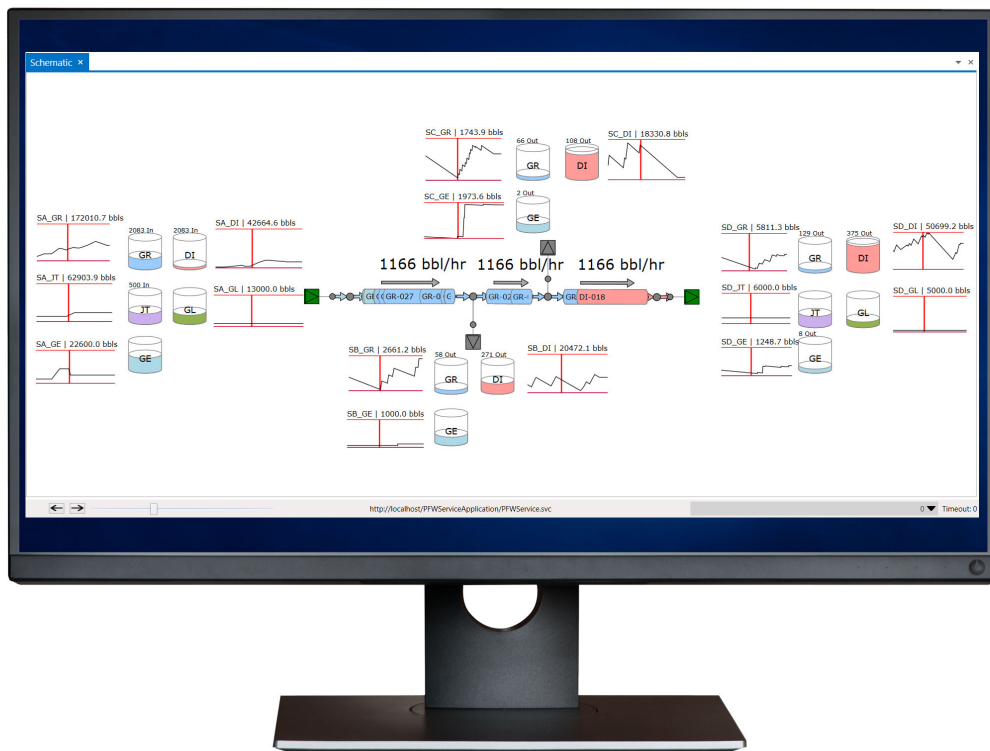 Schematic ×
SC_GR | 1743.9 bbls
66 Out
GR
108 Out
DI
SC_DI | 18330.8 bbls
SC_GE | 1973.6 bbls
2 Out
GE
SA_GR | 172010.7 bbls
2083 In
GR
2083 In
DI
SA_DI | 42664.6 bbls
SA_JT | 62903.9 bbls
500 In
JT
GL
SA_GL | 13000.0 bbls
SA_GE | 22600.0 bbls
GE
1166 bbl/hr
1166 bbl/hr
1166 bbl/hr
GR-027
GR-0
GR-02
GR-
GR
DI-018
SD_GR | 5811.3 bbls
129 Out
GR
375 Out
DI
SD_DI | 50699.2 bbls
SD_JT | 6000.0 bbls
JT
GL
SD_GL | 5000.0 bbls
SD_GE | 1248.7 bbls
8 Out
GE
SB_GR | 2661.2 bbls
58 Out
GR
271 Out
DI
SB_DI | 20472.1 bbls
SB_GE | 1000.0 bbls
GE
http://localhost/PFWServiceApplication/PFWService.svc
0
Timeout: 0